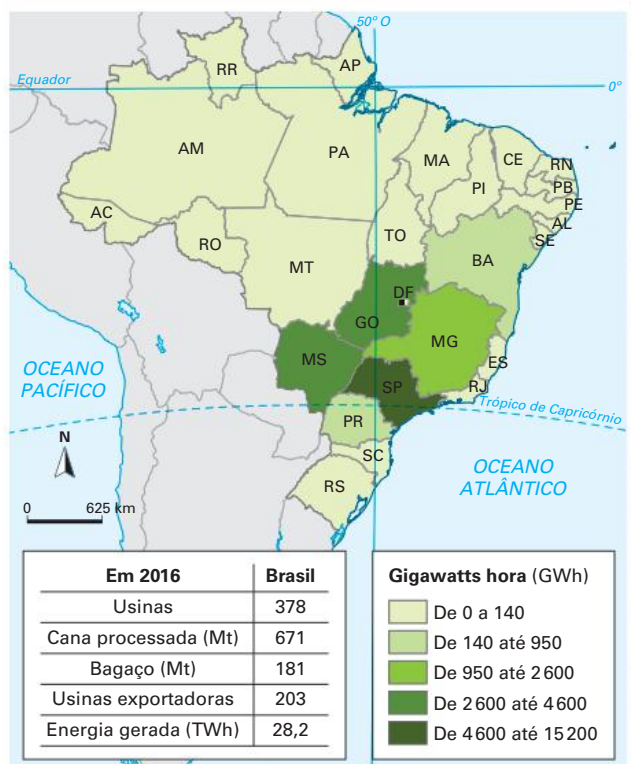 50º O
RR
AP
Equador
0º
AM
PA
MA
CE
RN
PB
PE
AL
SE
PI
AC
RO
TO
MT
BA
DF
GO
MG
MS
ES
OCEANO
PACÍFICO
SP
RJ
Trópico de Capricórnio
PR
N
SC
OCEANO
ATLÂNTICO
RS
0 625 km
Em 2016 Brasil
Usinas 378
Cana processada (Mt) 671
Bagaço (Mt) 181
Usinas exportadoras 203
Energia gerada (TWh) 28,2
Gigawatts hora (GWh)
De 0 a 140
De 140 até 950
De 950 até 2 600
De 2 600 até 4 600
De 4 600 até 15 200